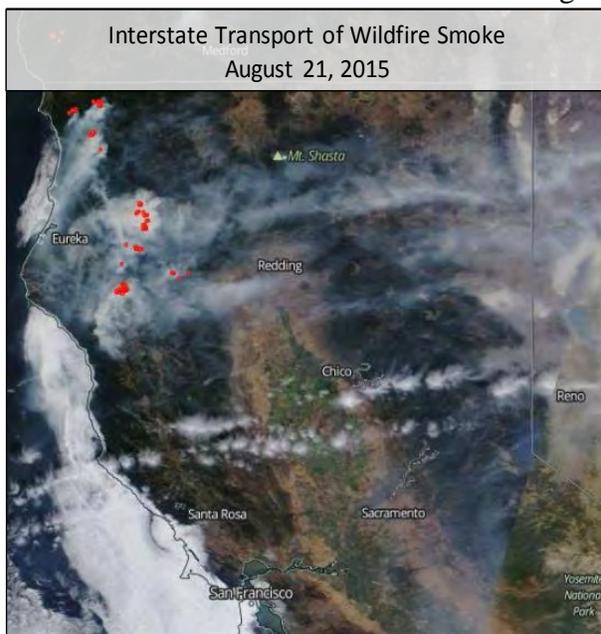 Interstate Transport of Wildfire Smoke
August 21, 2015
Medford
Mt. Shasta
Eureka
Redding
Chico
Reno
Santa Rosa
Sacramento
San Francisco
Yosemite
Nationa
Park